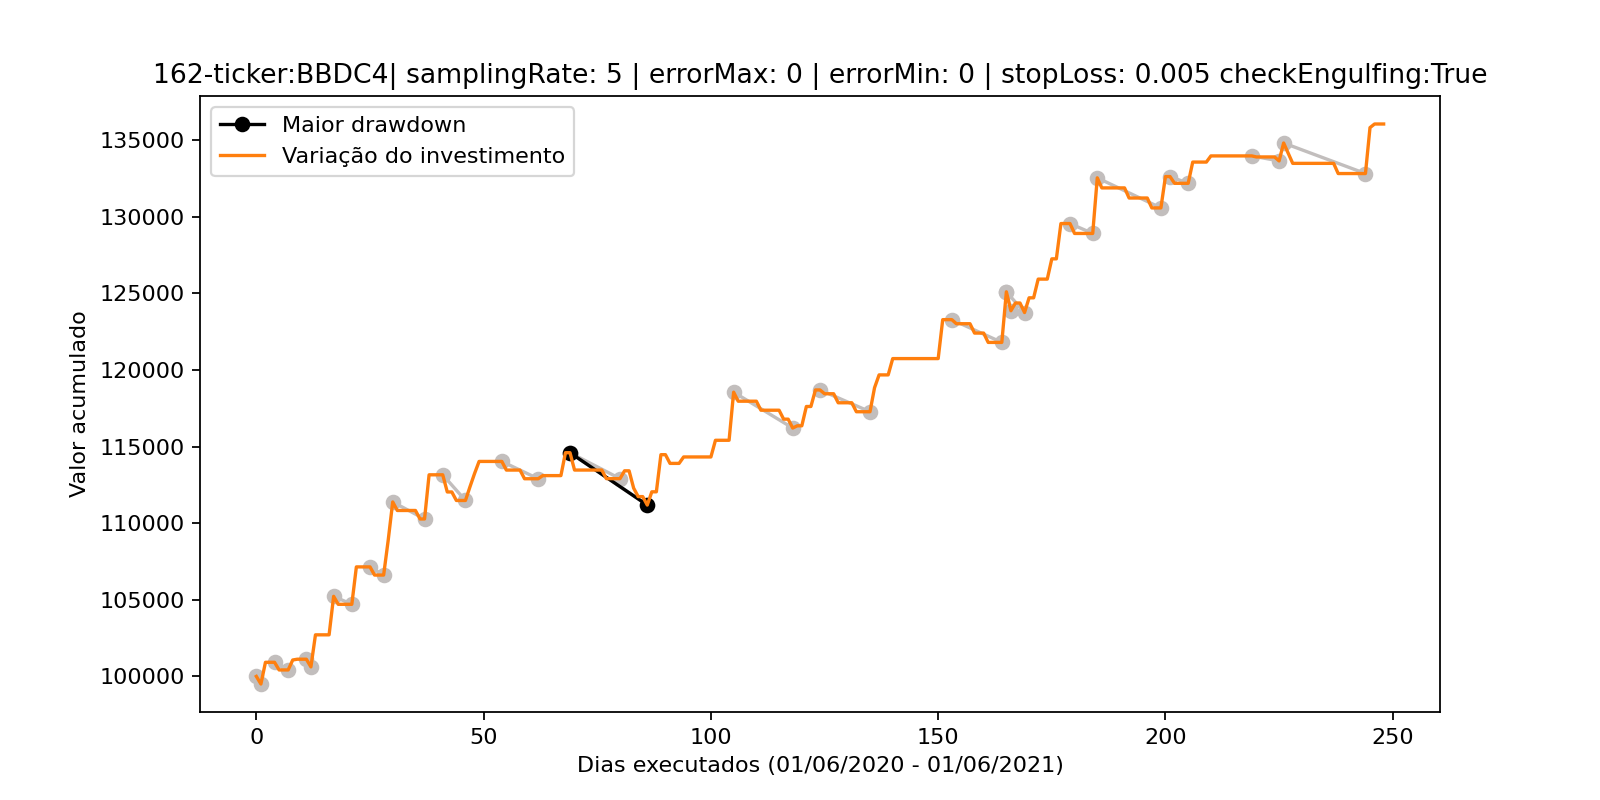 162-ticker:BBDC4| samplingRate: 5 | errorMax: 0 | errorMin: 0 | stopLoss: 0.005 checkEngulfing:True
Maior drawdown
Variação do investimento
Valor acumulado
135000
130000
125000
120000
115000
110000
105000
100000
0 50 100 150 200 250
Dias executados (01/06/2020 - 01/06/2021)